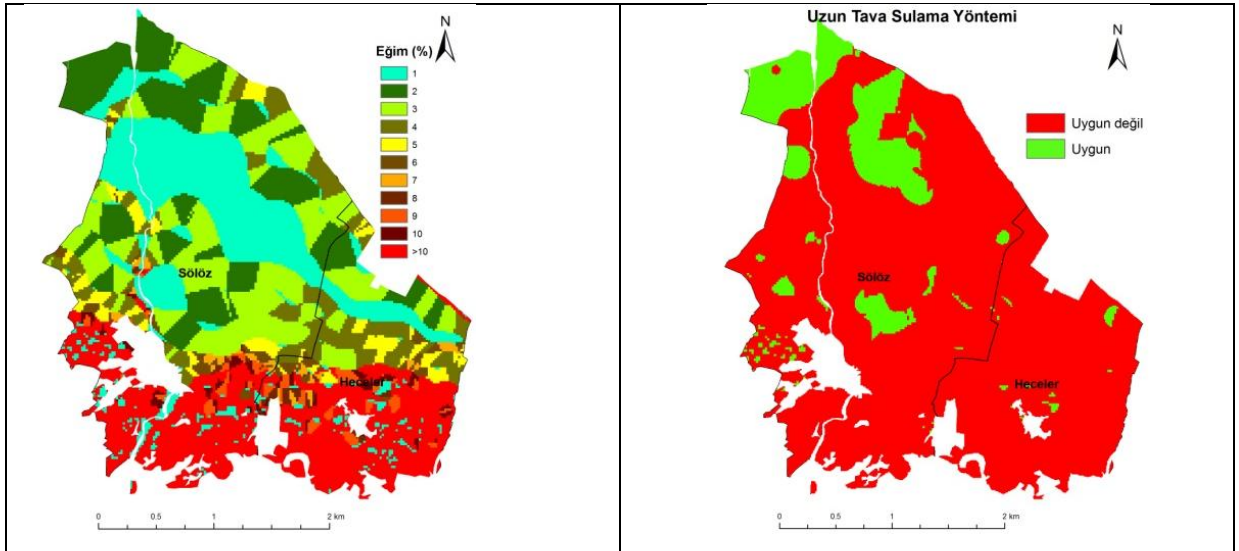 N
Eğim (%)
1
2
3
4
5
6
7
8
9
10
>10
Sölöz
Heceler
0 0.5 1 2 km
Uzun Tava Sulama Yöntemi
N
Uygun değil
Uygun
Sölöz
Heceler
0 0.5 1 2 km